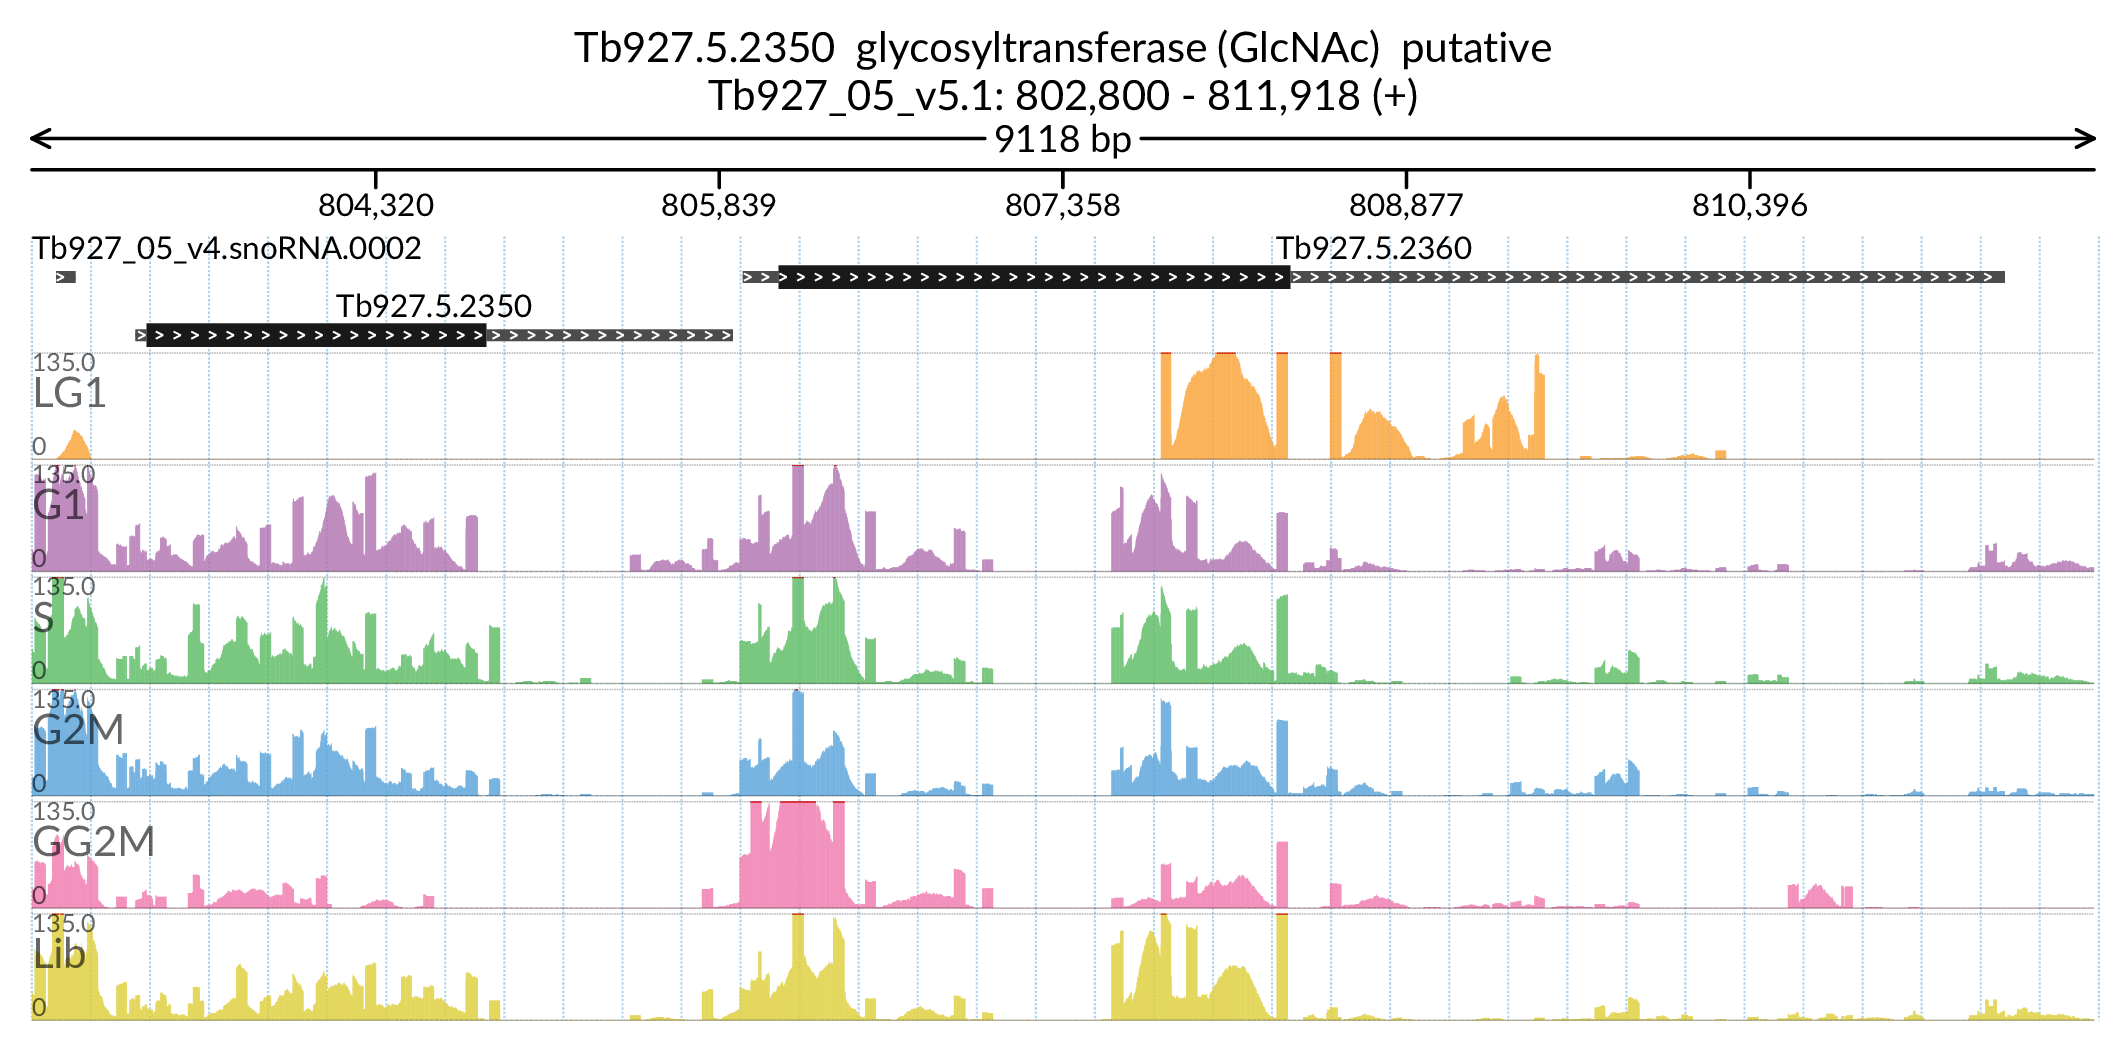 Tb927.5.2350 glycosyltransferase (GlcNAc) putative
Tb927_05_v5.1: 802,800 - 811,918 (+)
9118 bp
804,320 805,839 807,358 808,877 810,396
Tb927_05_v4.snoRNA.0002 Tb927.5.2360
Tb927.5.2350
135.0
LG1
0
135.0
G1
0
135.0
S
0
135.0
G2M
0
135.0
GG2M
0
135.0
Lib
0